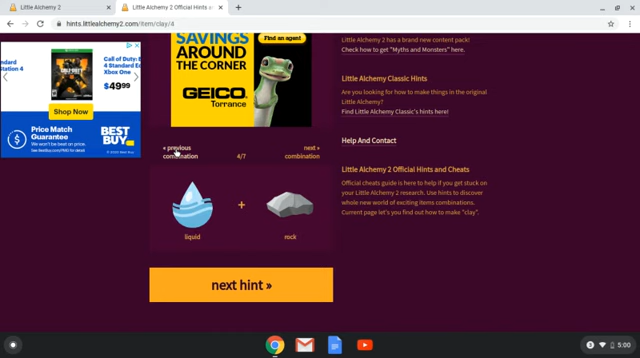 Little Alchemy 2
Little Alchemy 2 Official Hints an
hints.littlealchemy2.com/item/clay/4
SAVINGS
AROUND
THE CORNER
Find an agent
GEICO
Torrance
Station 4
Call of Duty:
4 Standard E
Xbox One
$49.99
Shop Now
Price Match
Guarantee
We won't be beat on price.
BEST
BUY
« previous
combination
4/7
next »
combination
liquid
+
rock
next hint »
Little Alchemy 2 has a brand new content pack!
Check how to get "Myths and Monsters" here.
Little Alchemy Classic Hints
Are you looking for how to make things in the original
Little Alchemy?
Find Little Alchemy Classic's hints here!
Help And Contact
Little Alchemy 2 Official Hints and Cheats
Official cheats guide is here to help if you get stuck on
your Little Alchemy 2 research. Use hints to discover
whole new world of exciting items combinations.
Current page let's you find out how to make "clay".
5:00